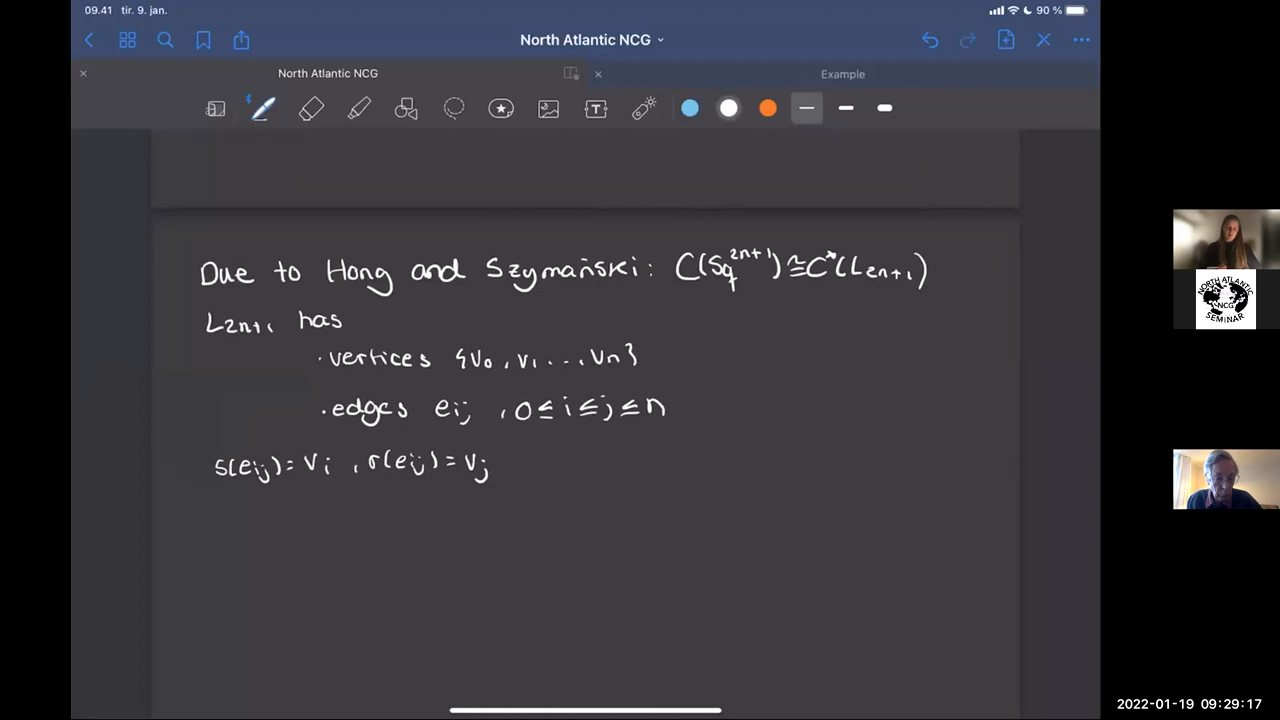 09.41 tir. 9. jan.
90 %
North Atlantic NCG
North Atlantic NCG
Example
Due to Hong and Szymański: C(S_q^{2n+1}) ≅ C*(L_{2n+1})
L_{2n+1} has
· vertices {v_0, v_1 ..., v_n}
· edges e_{ij}, 0 ≤ i ≤ j ≤ n
s(e_{ij}) = v_i, r(e_{ij}) = v_j
NORTH ATLANTIC
NCG
SEMINAR
2022-01-19 09:29:17